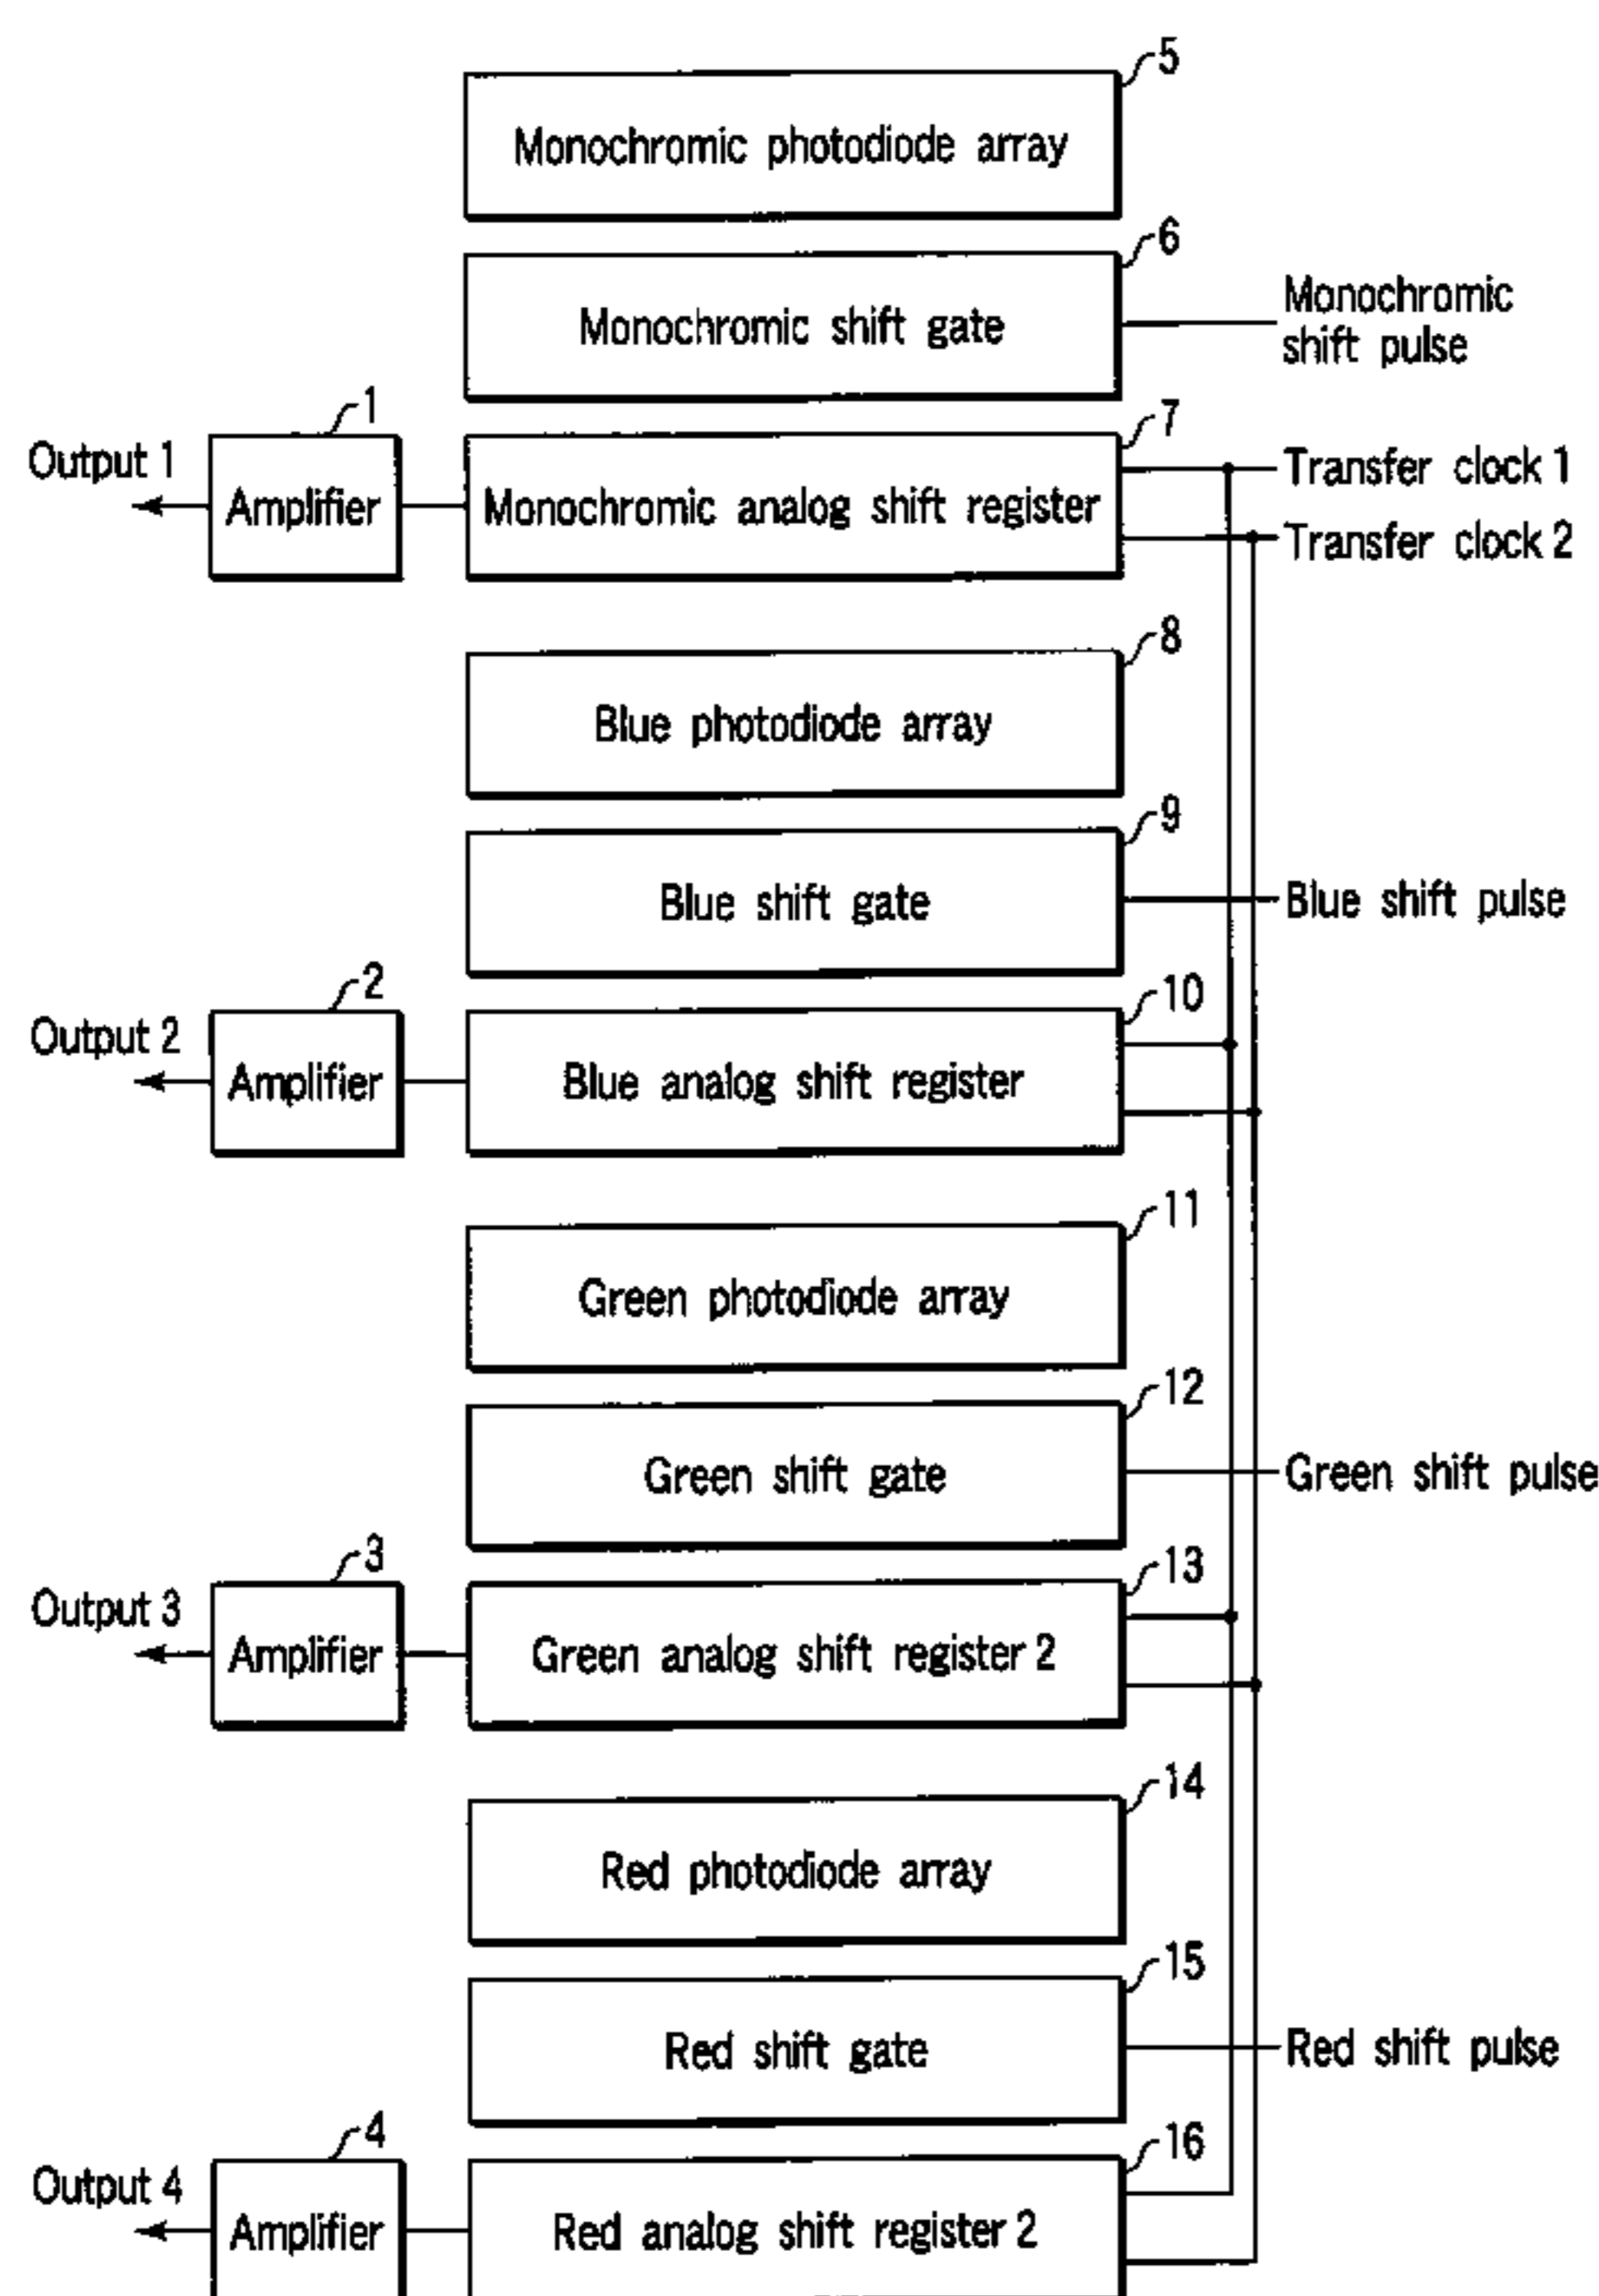 5
Monochromic photodiode array
6
Monochromic shift gate
Monochromic
shift pulse
1
7
Output 1
Amplifier
Monochromic analog shift register
Transfer clock 1
Transfer clock 2
8
Blue photodiode array
9
Blue shift gate
Blue shift pulse
2
10
Output 2
Amplifier
Blue analog shift register
11
Green photodiode array
12
Green shift gate
Green shift pulse
3
13
Output 3
Amplifier
Green analog shift register 2
14
Red photodiode array
15
Red shift gate
Red shift pulse
4
16
Output 4
Amplifier
Red analog shift register 2